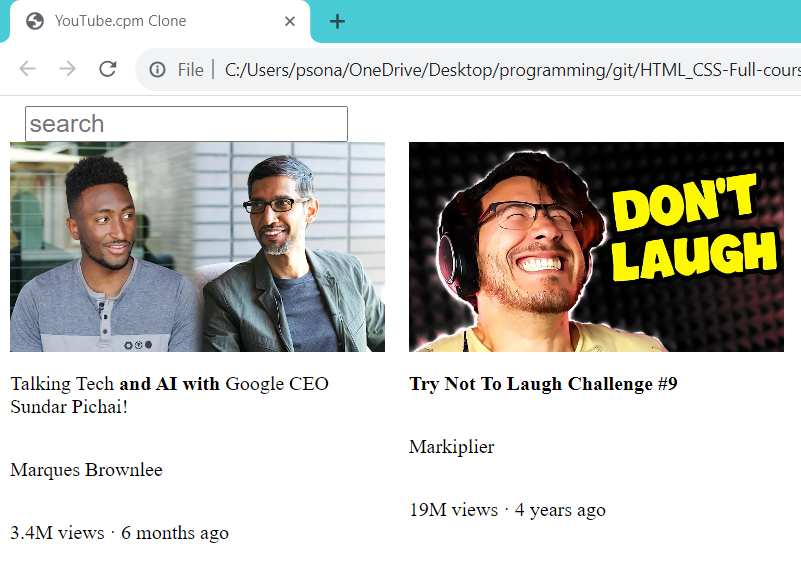 YouTube.cpm Clone
File | C:/Users/psona/OneDrive/Desktop/programming/git/HTML_CSS-Full-cours
search
DON'T
LAUGH
Talking Tech and AI with Google CEO
Sundar Pichai!
Marques Brownlee
3.4M views · 6 months ago
Try Not To Laugh Challenge #9
Markiplier
19M views · 4 years ago